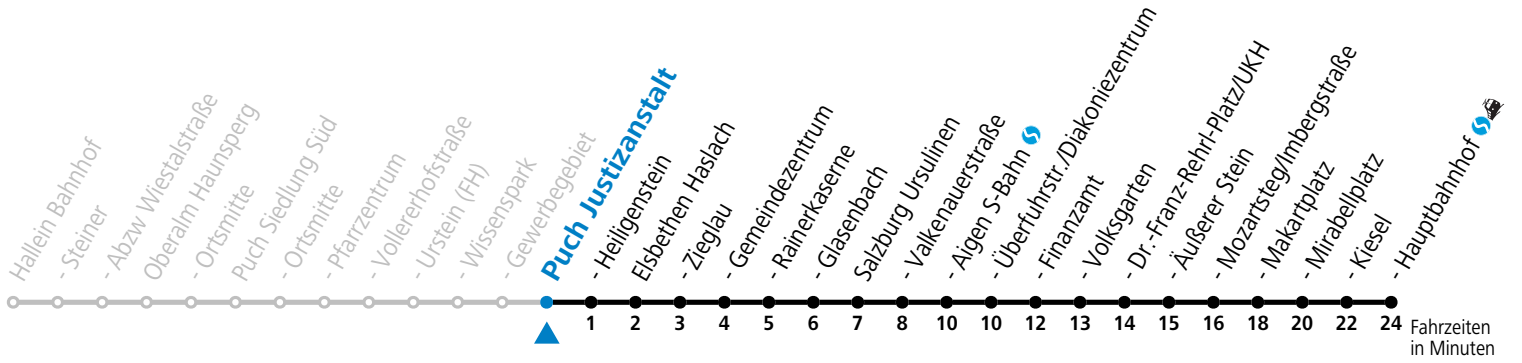 Hallein Bahnhof
- Steiner
- Abzw Wiestalstraße
Oberalm Haunsperg
- Ortsmitte
Puch Siedlung Süd
- Ortsmitte
- Pfarrzentrum
- Vollererhofstraße
- Urstein (FH)
- Wissenspark
- Gewerbegebiet
Puch Justizanstalt
- Heiligenstein
Elsbethen Haslach
- Zieglau
- Gemeindezentrum
- Rainerkaserne
- Glasenbach
Salzburg Ursulinen
- Valkenauerstraße
- Aigen S-Bahn
- Überfuhrstr./Diakoniezentrum
- Finanzamt
- Volksgarten
- Dr.-Franz-Rehrl-Platz/UKH
- Äußerer Stein
- Mozartsteg/Imbergstraße
- Makartplatz
- Mirabellplatz
- Kiesel
- Hauptbahnhof
1 2 3 4 5 6 7 8 10 10 12 13 14 15 16 18 20 22 24 Fahrzeiten
in Minuten